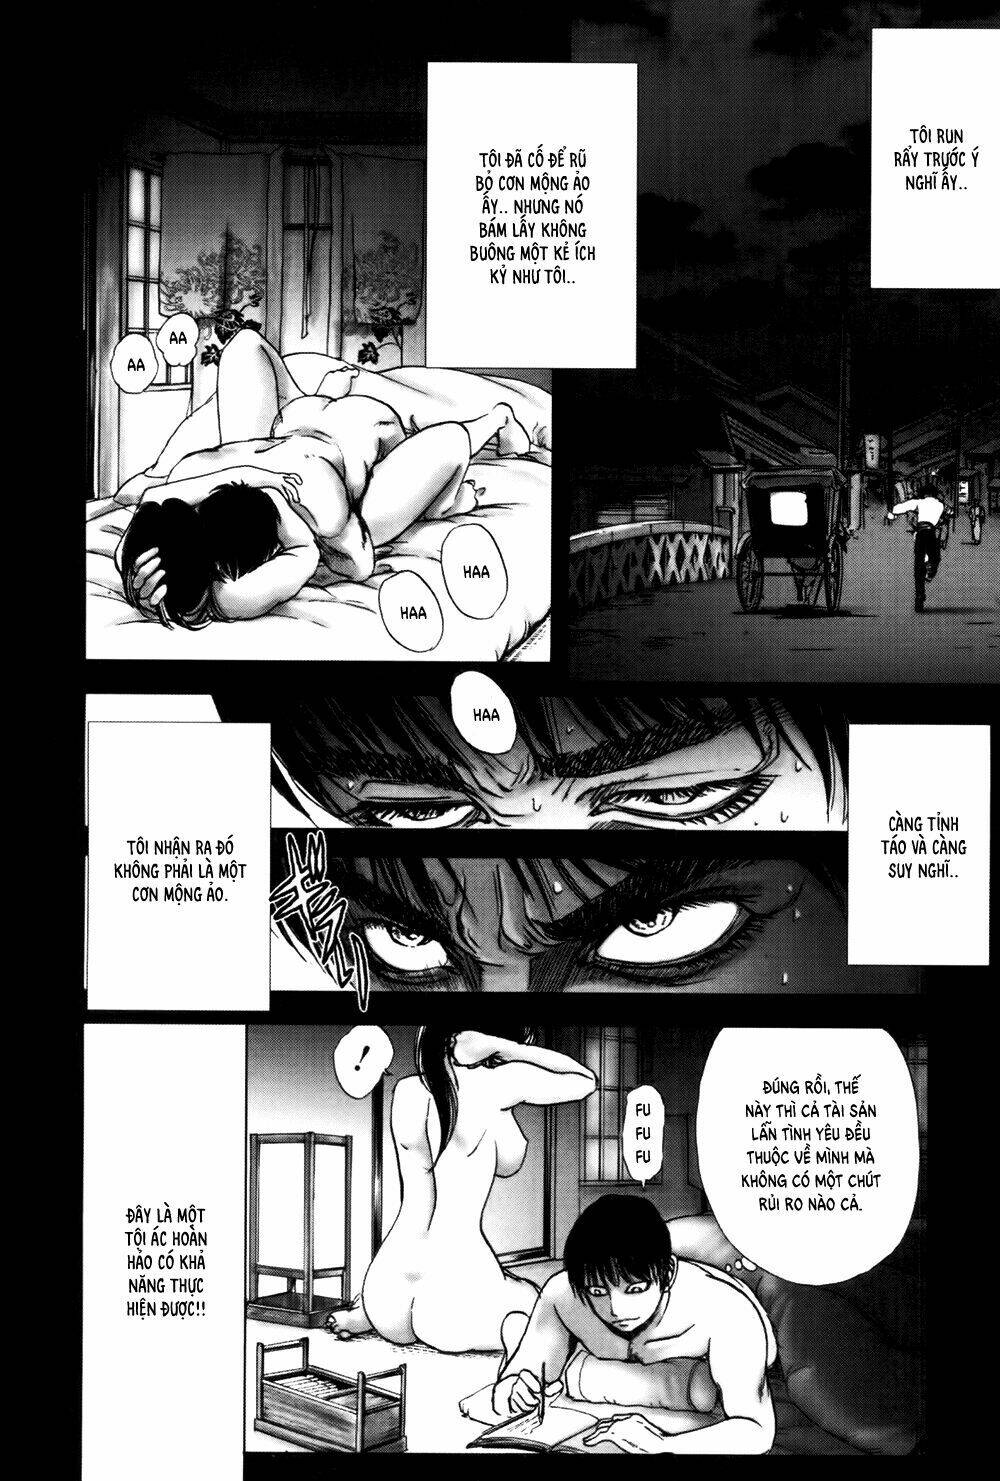 TÔI RUN
RẨY TRƯỚC Ý
NGHĨ ẤY..
TÔI ĐÃ CỐ ĐỂ RŨ
BỎ CƠN MỘNG ẢO
ẤY.. NHƯNG NÓ
BÁM LẤY KHÔNG
BUÔNG MỘT KẺ ÍCH
KỶ NHƯ TÔI..
AA
AA
HAA
HAA
HAA
CÀNG TỈNH
TÁO VÀ CÀNG
SUY NGHĨ..
TÔI NHẬN RA ĐÓ
KHÔNG PHẢI LÀ MỘT
CƠN MỘNG ẢO.
ĐÚNG RỒI, THẾ
NÀY THÌ CẢ TÀI SẢN
LẪN TÌNH YÊU ĐỀU
THUỘC VỀ MÌNH MÀ
KHÔNG CÓ MỘT CHÚT
RỦI RO NÀO CẢ.
FU
FU
FU
!
ĐÂY LÀ MỘT
TỘI ÁC HOÀN
HẢO CÓ KHẢ
NĂNG THỰC
HIỆN ĐƯỢC!!